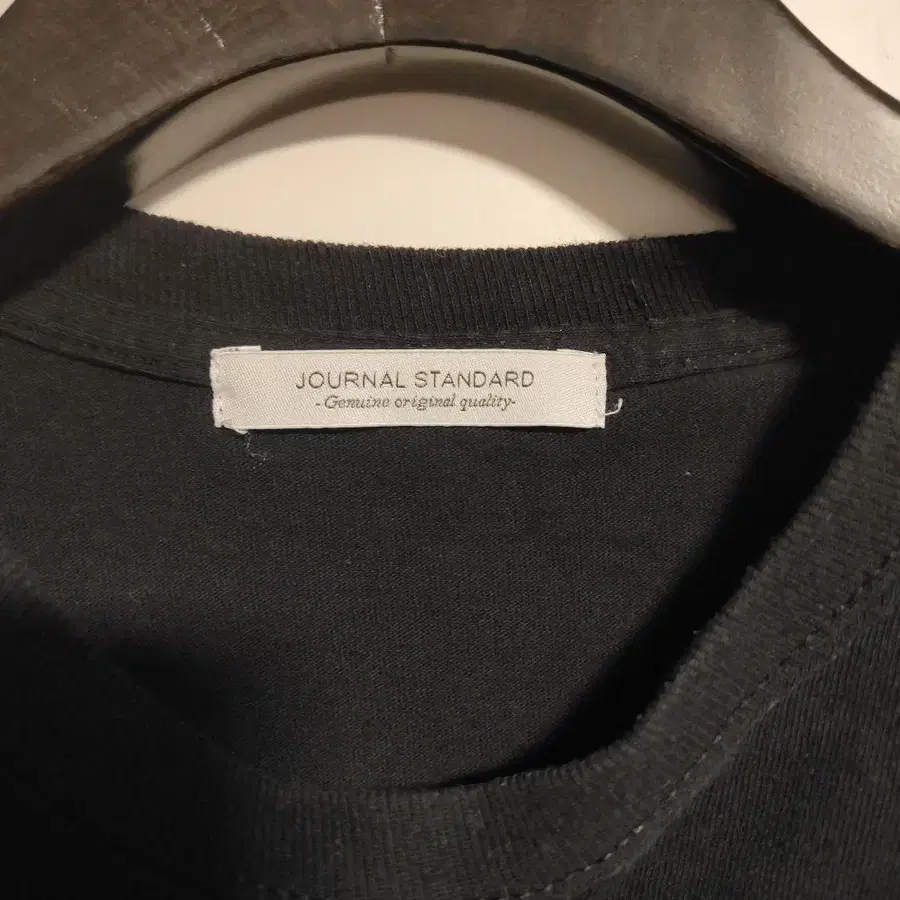 JOURNAL STANDARD
-Genuine original quality-